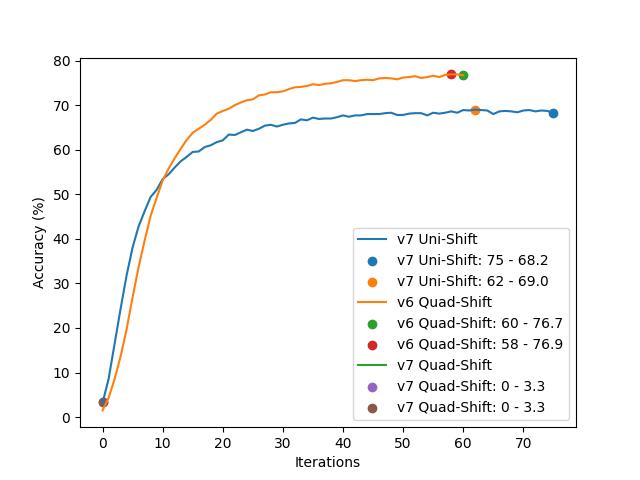 80
70
60
50
40
30
20
10
0
Accuracy (%)
v7 Uni-Shift
v7 Uni-Shift: 75 - 68.2
v7 Uni-Shift: 62 - 69.0
v6 Quad-Shift
v6 Quad-Shift: 60 - 76.7
v6 Quad-Shift: 58 - 76.9
v7 Quad-Shift
v7 Quad-Shift: 0 - 3.3
v7 Quad-Shift: 0 - 3.3
0 10 20 30 40 50 60 70
Iterations